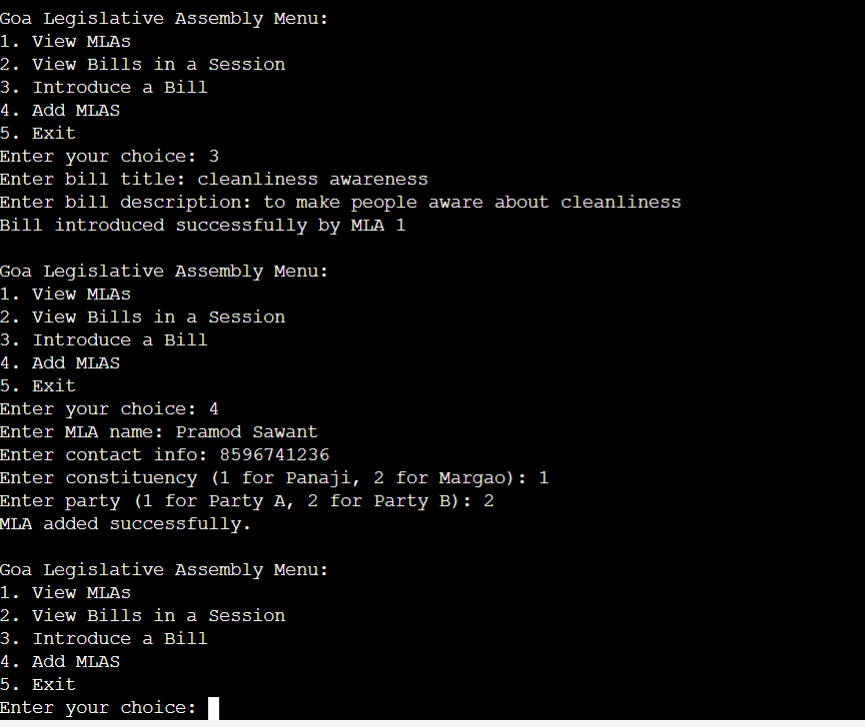 Goa Legislative Assembly Menu:
1. View MLAs
2. View Bills in a Session
3. Introduce a Bill
4. Add MLAS
5. Exit
Enter your choice: 3
Enter bill title: cleanliness awareness
Enter bill description: to make people aware about cleanliness
Bill introduced successfully by MLA 1

Goa Legislative Assembly Menu:
1. View MLAs
2. View Bills in a Session
3. Introduce a Bill
4. Add MLAS
5. Exit
Enter your choice: 4
Enter MLA name: Pramod Sawant
Enter contact info: 8596741236
Enter constituency (1 for Panaji, 2 for Margao): 1
Enter party (1 for Party A, 2 for Party B): 2
MLA added successfully.

Goa Legislative Assembly Menu:
1. View MLAs
2. View Bills in a Session
3. Introduce a Bill
4. Add MLAS
5. Exit
Enter your choice: